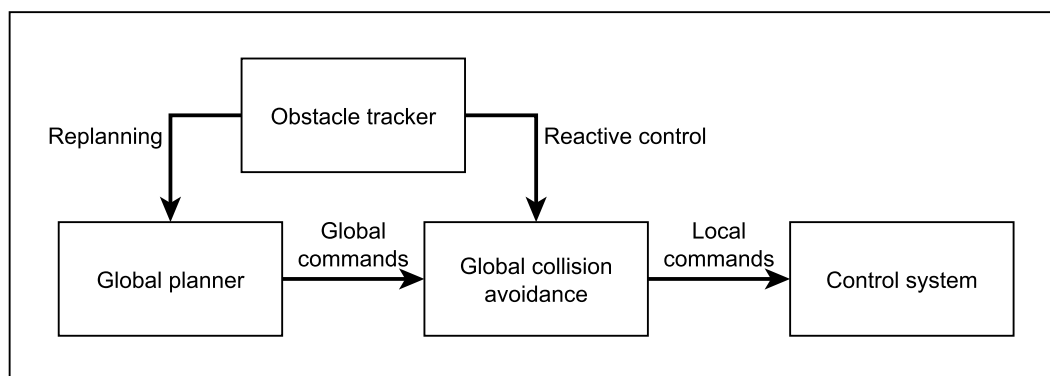 Obstacle tracker
Replanning
Reactive control
Global planner
Global
commands
Global collision
avoidance
Local
commands
Control system